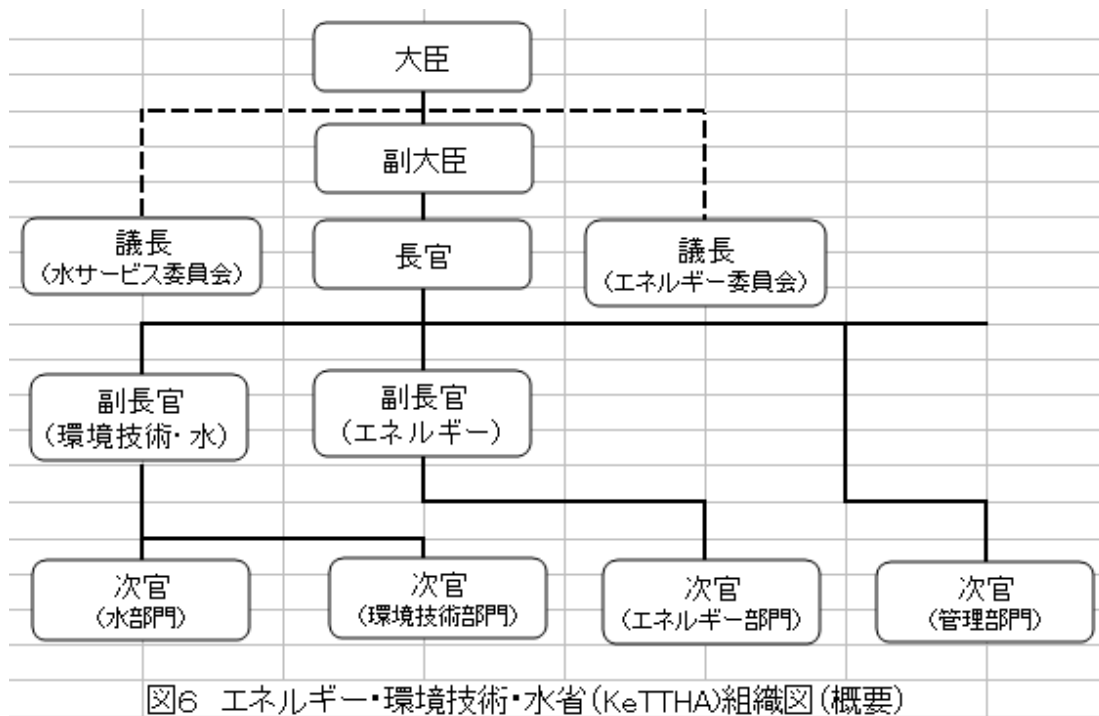 大臣
副大臣
議長
(水サービス委員会)
長官
議長
(エネルギー委員会)
副長官
(環境技術・水)
副長官
(エネルギー)
次官
(水部門)
次官
(環境技術部門)
次官
(エネルギー部門)
次官
(管理部門)
図6 エネルギー・環境技術・水省(KeTTHA)組織図(概要)